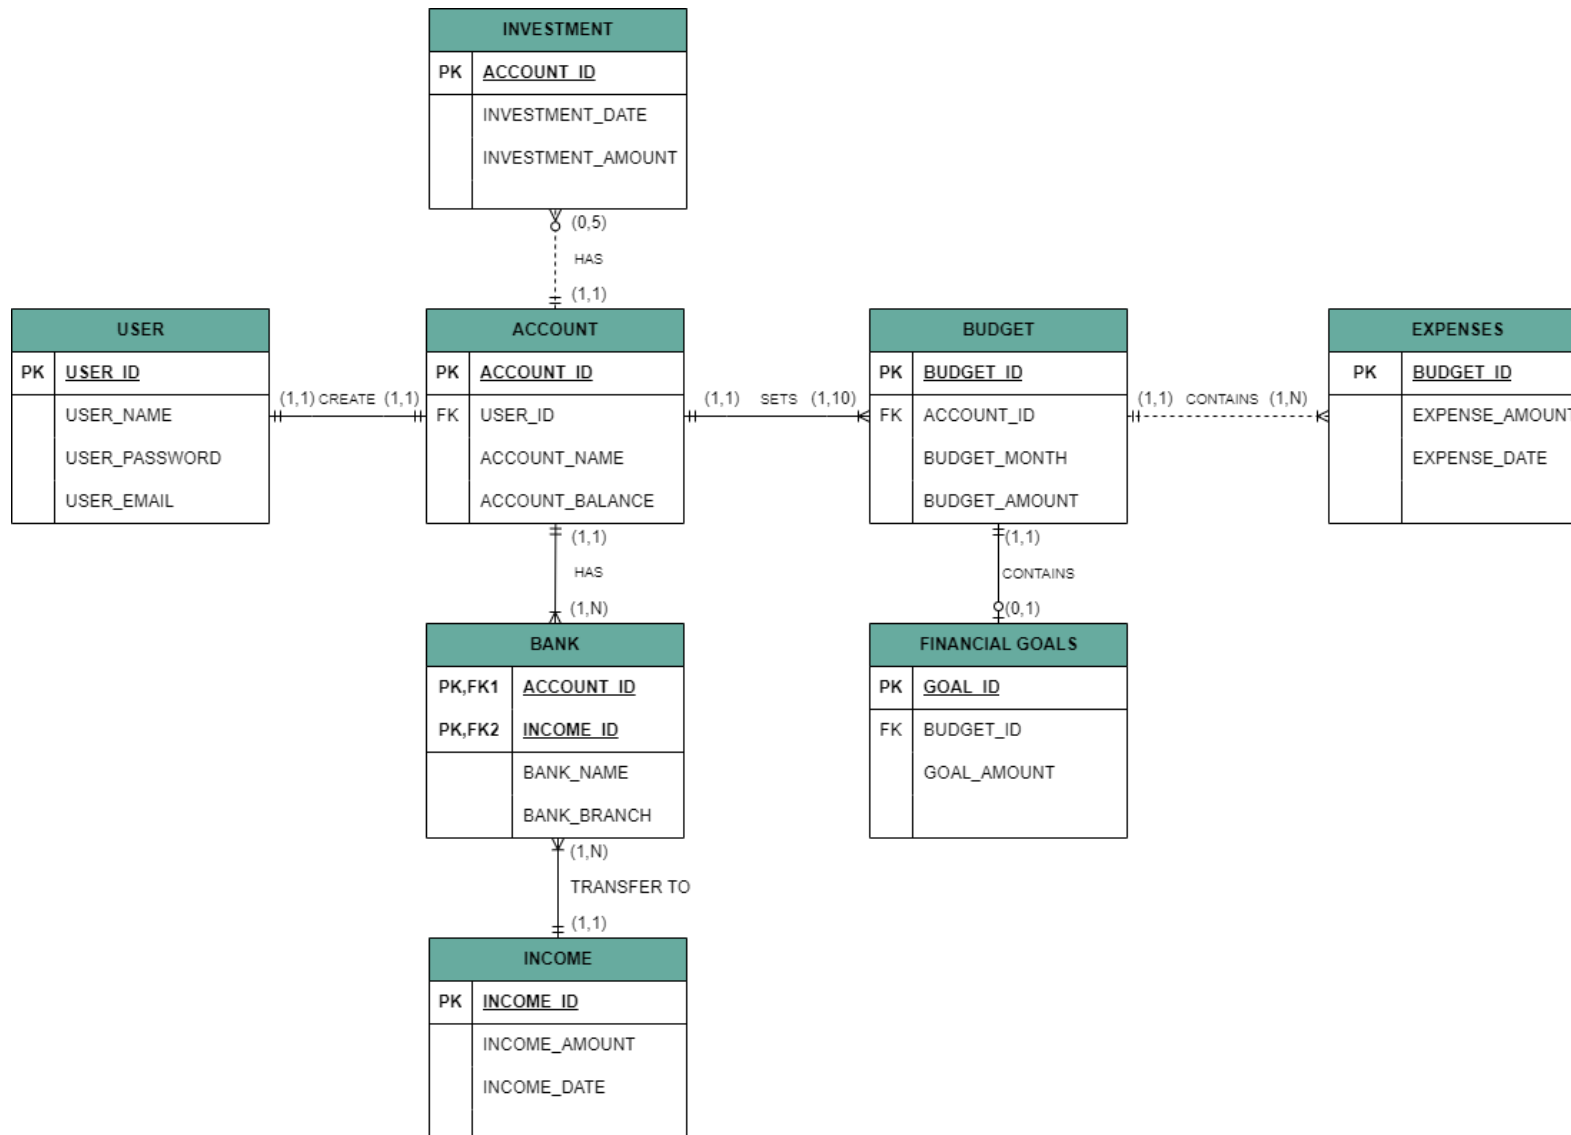 INVESTMENT
PK ACCOUNT_ID
INVESTMENT_DATE
INVESTMENT_AMOUNT
(0,5)
HAS
(1,1)
USER
PK USER_ID
USER_NAME
USER_PASSWORD
USER_EMAIL
(1,1) CREATE (1,1)
ACCOUNT
PK ACCOUNT_ID
FK USER_ID
ACCOUNT_NAME
ACCOUNT_BALANCE
(1,1) SETS (1,10)
BUDGET
PK BUDGET_ID
FK ACCOUNT_ID
BUDGET_MONTH
BUDGET_AMOUNT
(1,1) CONTAINS (1,N)
EXPENSES
PK BUDGET_ID
EXPENSE_AMOUNT
EXPENSE_DATE
(1,1)
HAS
(1,N)
BANK
PK,FK1 ACCOUNT_ID
PK,FK2 INCOME_ID
BANK_NAME
BANK_BRANCH
(1,1)
CONTAINS
(0,1)
FINANCIAL GOALS
PK GOAL_ID
FK BUDGET_ID
GOAL_AMOUNT
(1,N)
TRANSFER TO
(1,1)
INCOME
PK INCOME_ID
INCOME_AMOUNT
INCOME_DATE